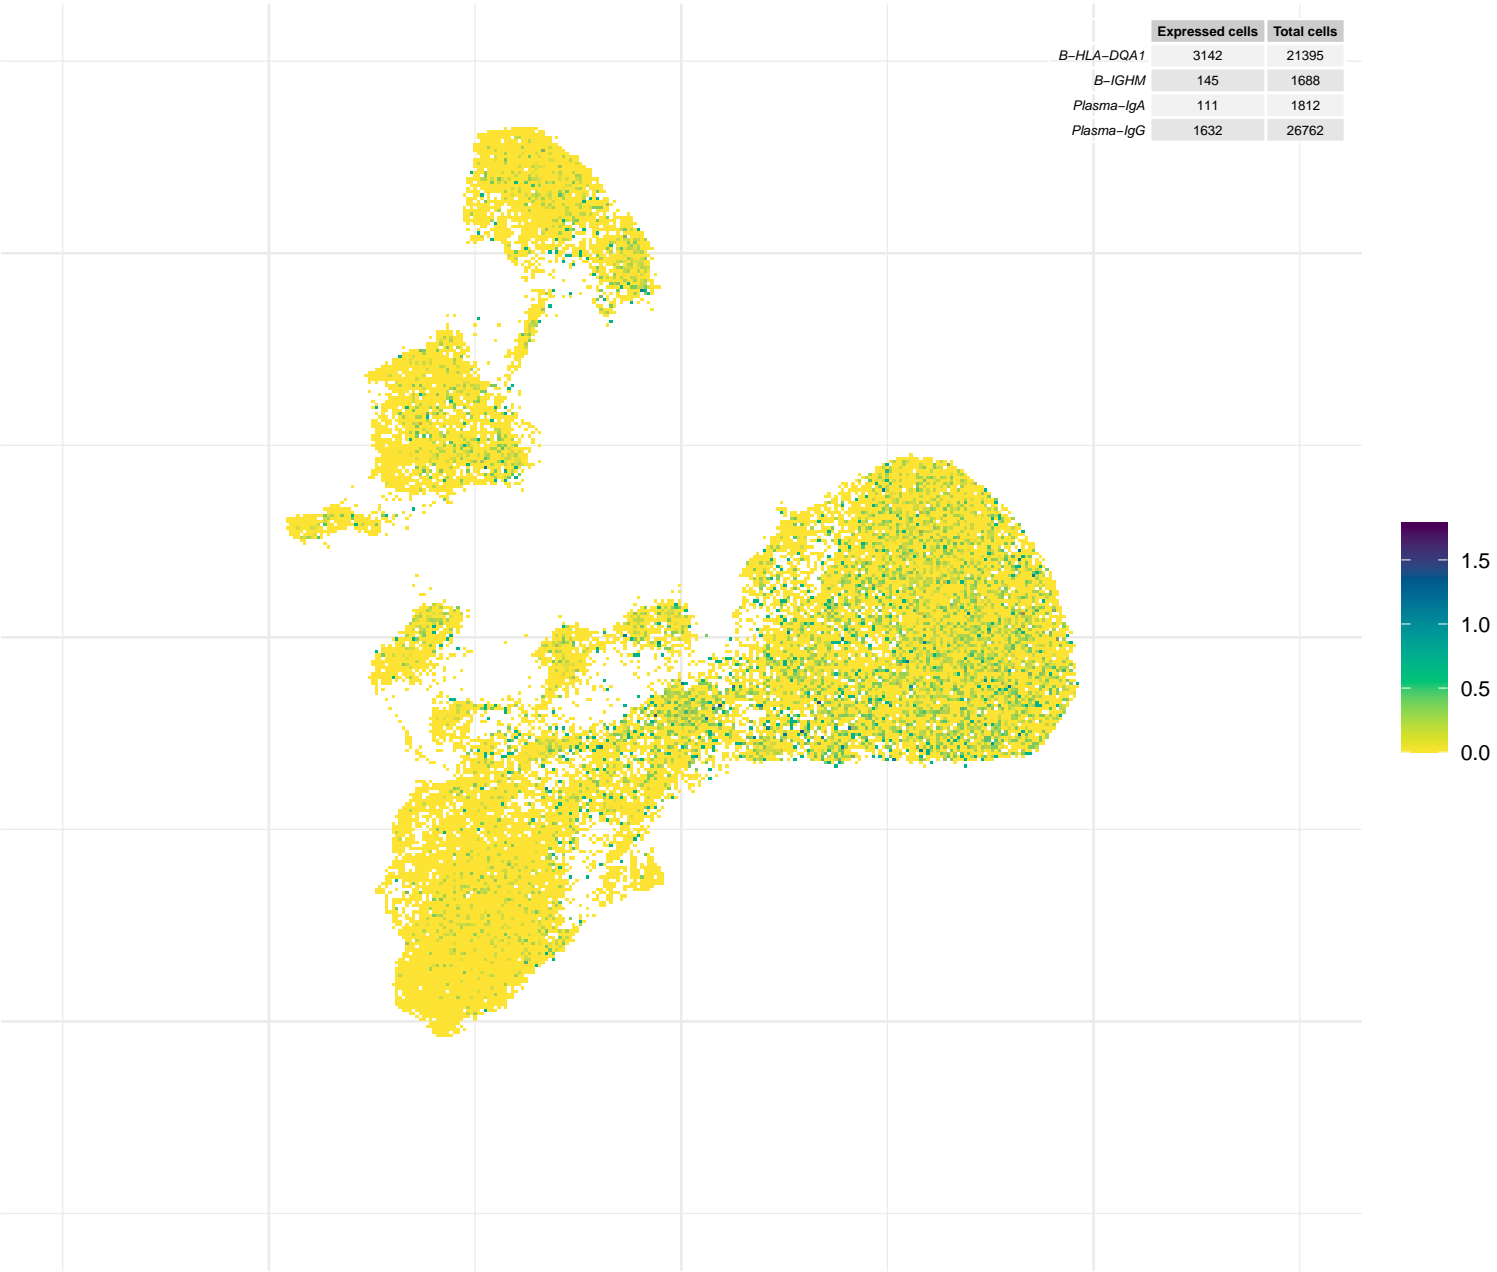 Expressed cells Total cells
B−HLA−DQA1 3142 21395
B−IGHM 145 1688
Plasma−IgA 111 1812
Plasma−IgG 1632 26762
1.5
1.0
0.5
0.0